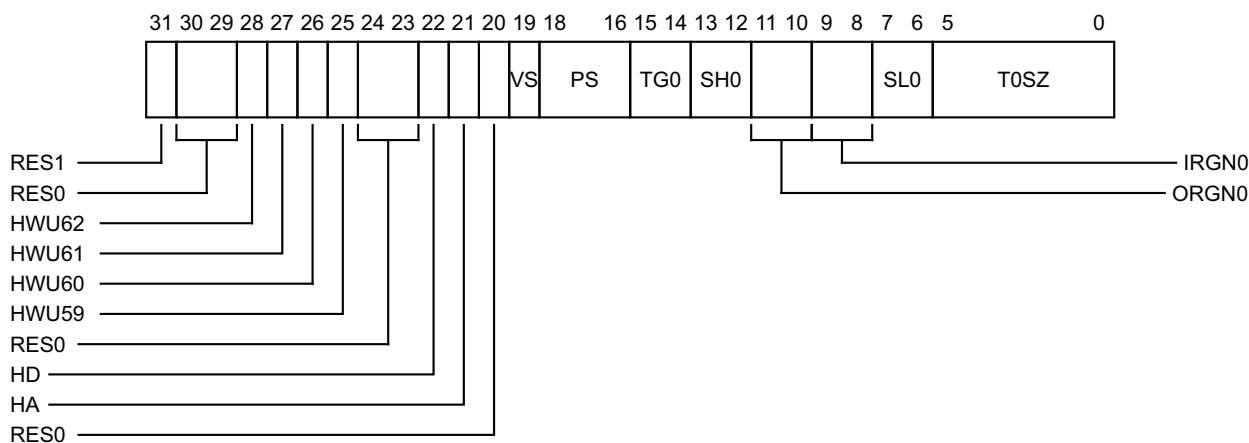 31 30 29 28 27 26 25 24 23 22 21 20 19 18 16 15 14 13 12 11 10 9 8 7 6 5 0
VS PS TG0 SH0 SL0 T0SZ
RES1 IRGN0
RES0 ORGN0
HWU62
HWU61
HWU60
HWU59
RES0
HD
HA
RES0